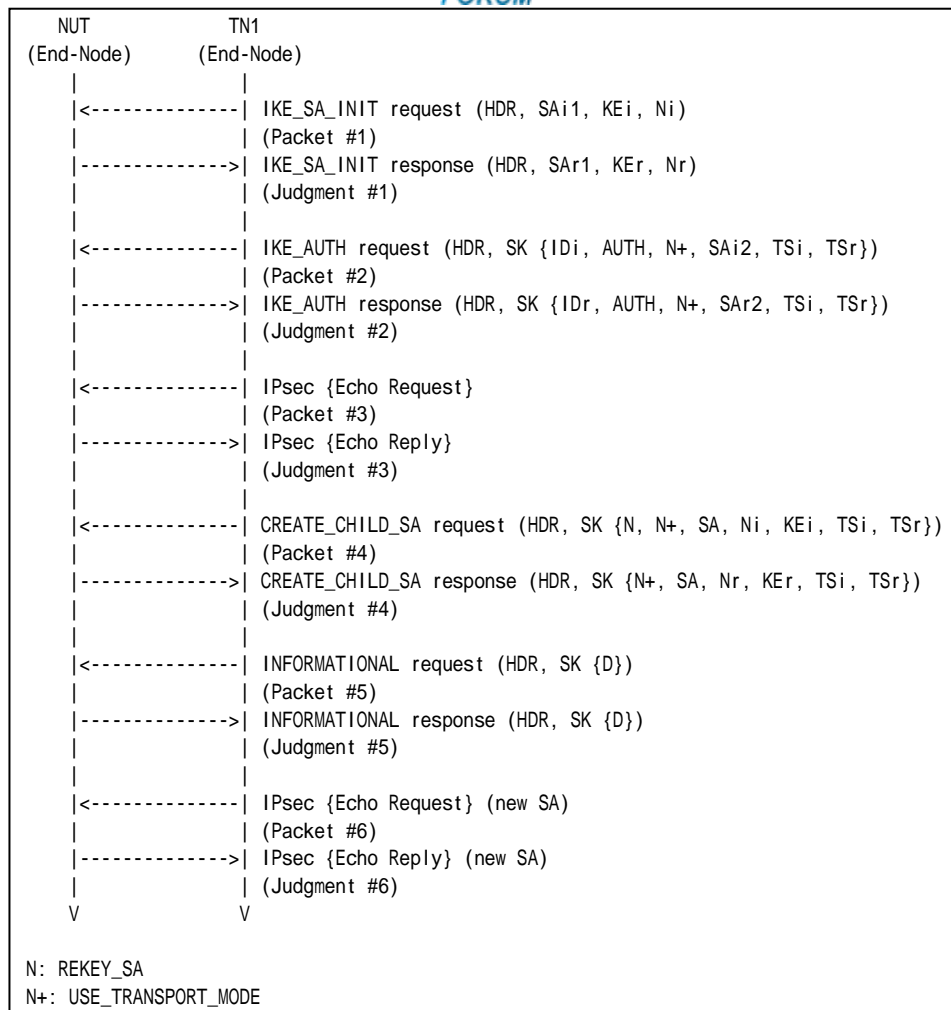 FORUM
NUT TN1
(End-Node) (End-Node)
| |
|<--------------| IKE_SA_INIT request (HDR, SAi1, KEi, Ni)
| | (Packet #1)
|-------------->| IKE_SA_INIT response (HDR, SAr1, KEr, Nr)
| | (Judgment #1)
| |
|<--------------| IKE_AUTH request (HDR, SK {IDi, AUTH, N+, SAi2, TSi, TSr})
| | (Packet #2)
|-------------->| IKE_AUTH response (HDR, SK {IDr, AUTH, N+, SAr2, TSi, TSr})
| | (Judgment #2)
| |
|<--------------| IPsec {Echo Request}
| | (Packet #3)
|-------------->| IPsec {Echo Reply}
| | (Judgment #3)
| |
|<--------------| CREATE_CHILD_SA request (HDR, SK {N, N+, SA, Ni, KEi, TSi, TSr})
| | (Packet #4)
|-------------->| CREATE_CHILD_SA response (HDR, SK {N+, SA, Nr, KEr, TSi, TSr})
| | (Judgment #4)
| |
|<--------------| INFORMATIONAL request (HDR, SK {D})
| | (Packet #5)
|-------------->| INFORMATIONAL response (HDR, SK {D})
| | (Judgment #5)
| |
|<--------------| IPsec {Echo Request} (new SA)
| | (Packet #6)
|-------------->| IPsec {Echo Reply} (new SA)
| | (Judgment #6)
V V
N: REKEY_SA
N+: USE_TRANSPORT_MODE